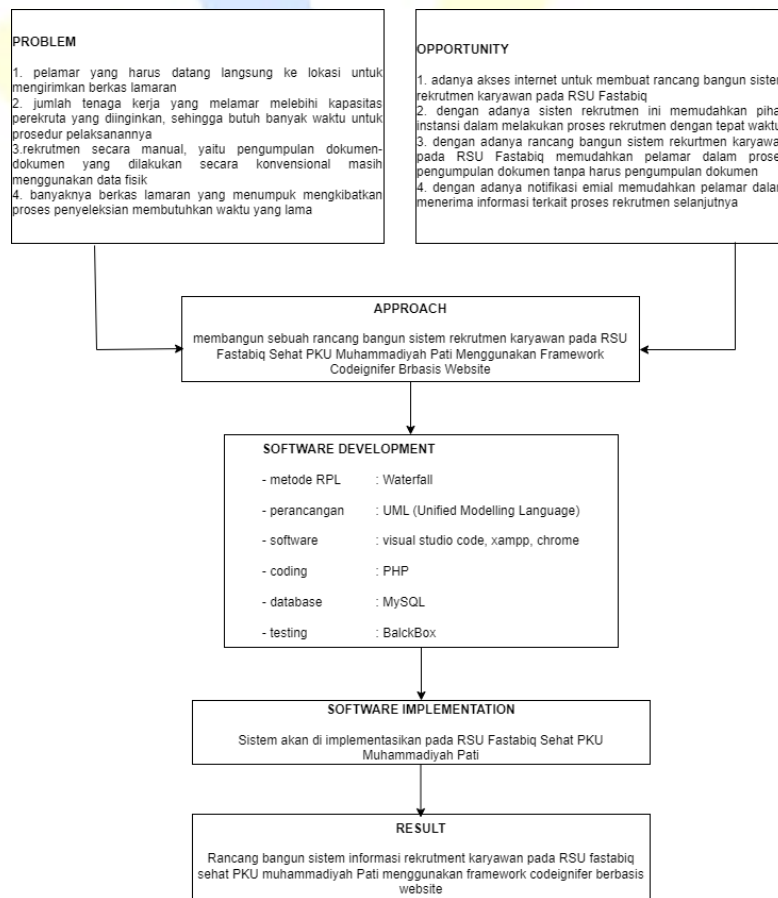 PROBLEM
1. pelamar yang harus datang langsung ke lokasi untuk
mengirimkan berkas lamaran
2. jumlah tenaga kerja yang melamar melebihi kapasitas
perekruta yang diinginkan, sehingga butuh banyak waktu untuk
prosedur pelaksanannya
3.rekrutmen secara manual, yaitu pengumpulan dokumen-
dokumen yang dilakukan secara konvensional masih
menggunakan data fisik
4. banyaknya berkas lamaran yang menumpuk mengkibatkan
proses penyeleksian membutuhkan waktu yang lama
OPPORTUNITY
1. adanya akses internet untuk membuat rancang bangun sisten
rekrutmen karyawan pada RSU Fastabiq
2. dengan adanya sisten rekrutmen ini memudahkan piha
instansi dalam melakukan proses rekrutmen dengan tepat waktu
3. dengan adanya rancang bangun sistem rekurtmen karyawa
pada RSU Fastabiq memudahkan pelamar dalam prose
pengumpulan dokumen tanpa harus pengumpulan dokumen
4. dengan adanya notifikasi emial memudahkan pelamar dalan
menerima informasi terkait proses rekrutmen selanjutnya
APPROACH
membangun sebuah rancang bangun sistem rekrutmen karyawan pada RSU
Fastabiq Sehat PKU Muhammadiyah Pati Menggunakan Framework
Codeignifer Brbasis Website
SOFTWARE DEVELOPMENT
- metode RPL : Waterfall
- perancangan : UML (Unified Modelling Language)
- software : visual studio code, xampp, chrome
- coding : PHP
- database : MySQL
- testing : BalckBox
SOFTWARE IMPLEMENTATION
Sistem akan di implementasikan pada RSU Fastabiq Sehat PKU
Muhammadiyah Pati
RESULT
Rancang bangun sistem informasi rekrutment karyawan pada RSU fastabiq
sehat PKU muhammadiyah Pati menggunakan framework codeignifer berbasis
website